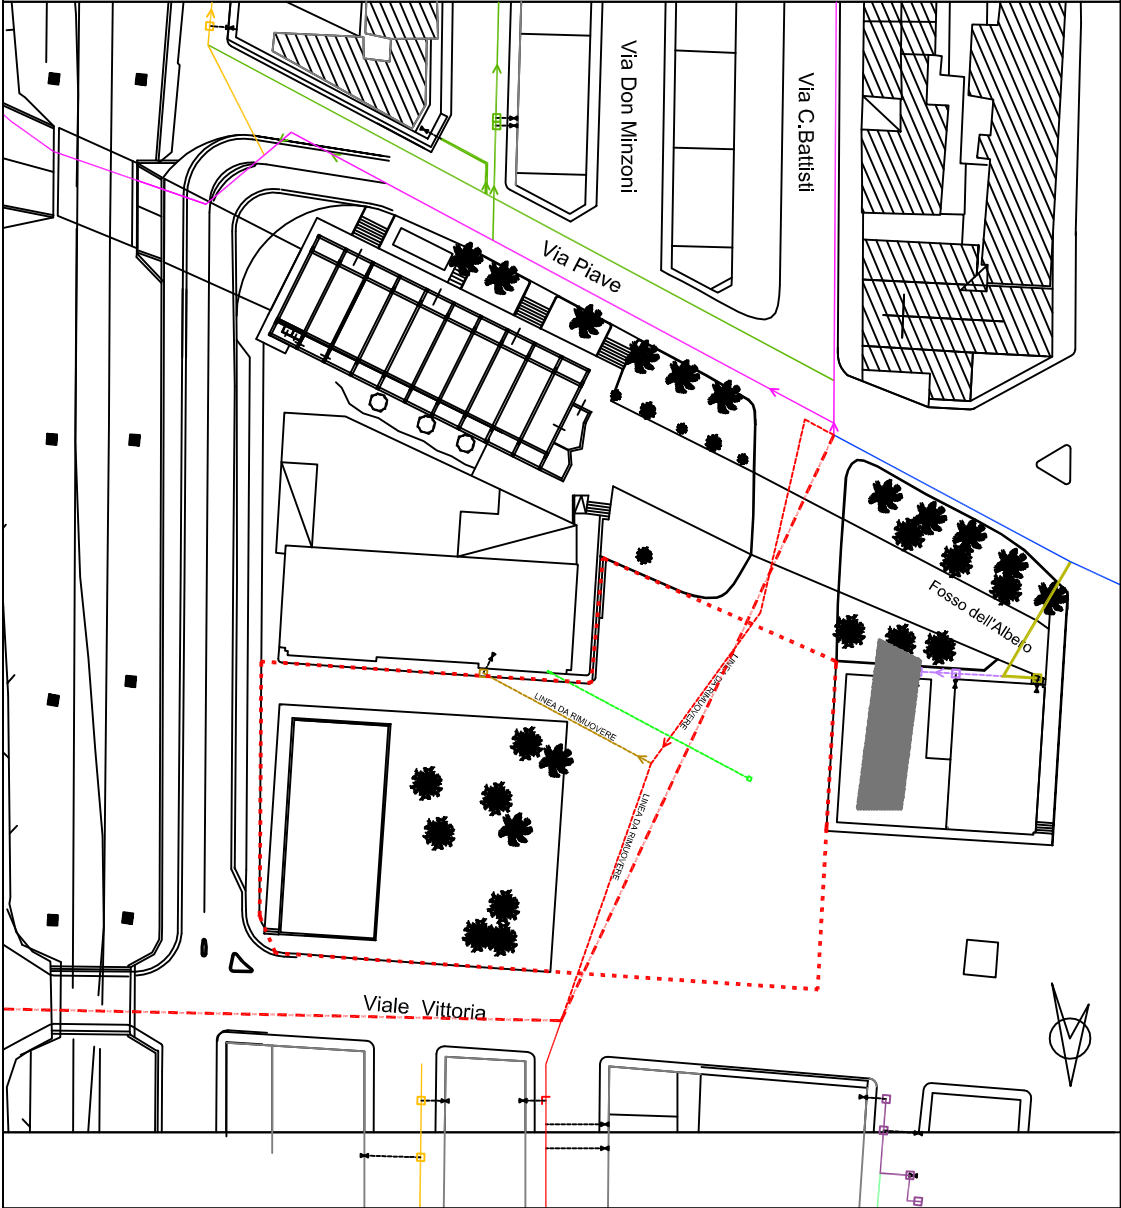 Via Don Minzoni
Via C.Battisti
Via Piave
Fosso dell'Albero
LINEA DA RIMUOVERE
LINEA DA RIMUOVERE
LINEA DA RIMUOVERE
Viale Vittoria